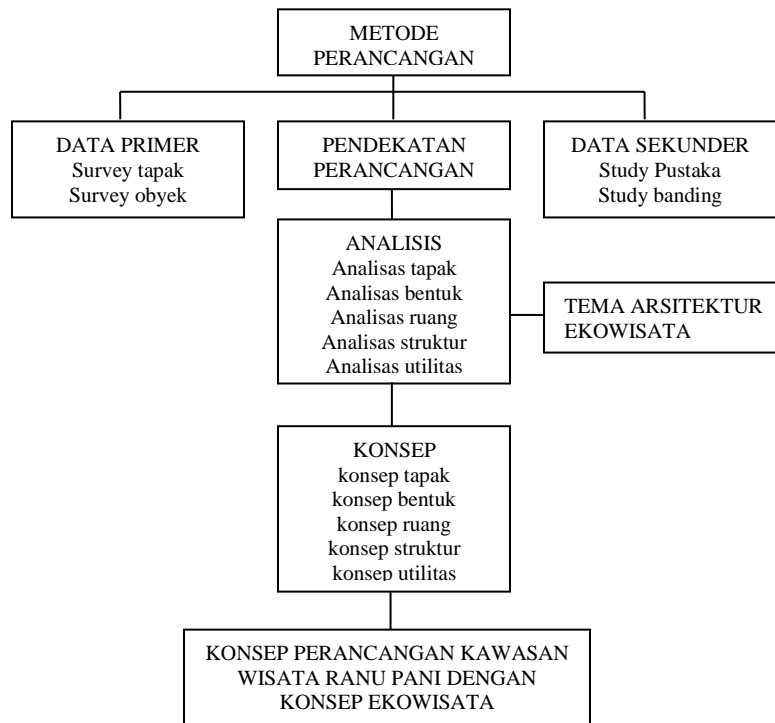 METODE
PERANCANGAN
DATA PRIMER
Survey tapak
Survey obyek
PENDEKATAN
PERANCANGAN
DATA SEKUNDER
Study Pustaka
Study banding
ANALISIS
Analisas tapak
Analisas bentuk
Analisas ruang
Analisas struktur
Analisas utilitas
TEMA ARSITEKTUR
EKOWISATA
KONSEP
konsep tapak
konsep bentuk
konsep ruang
konsep struktur
konsep utilitas
KONSEP PERANCANGAN KAWASAN
WISATA RANU PANI DENGAN
KONSEP EKOWISATA